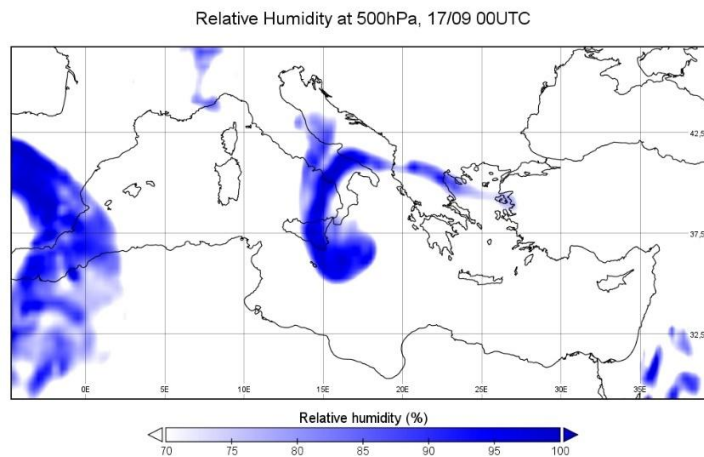 Relative Humidity at 500hPa, 17/09 00UTC
42,5
37,5
32,5
0E 5E 10E 15E 20E 25E 30E 35E
Relative humidity (%)
70 75 80 85 90 95 100